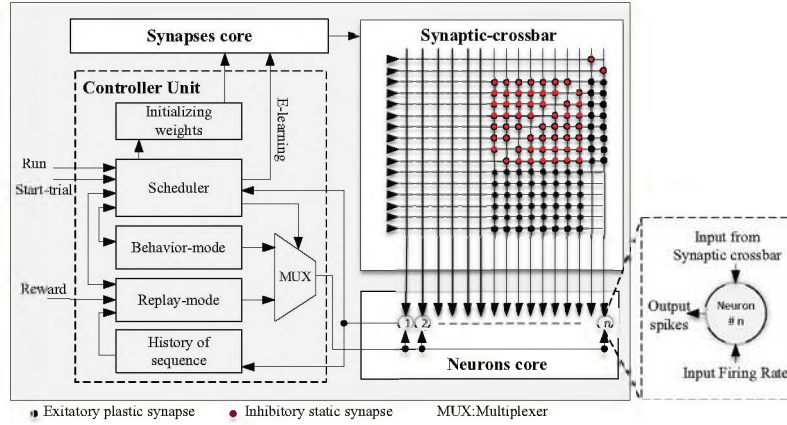 Synapses core
Synaptic-crossbar
Controller Unit
Initializing
weights
E-learning
Run
Start-trial
Scheduler
Behavior-mode
MUX
Reward
Replay-mode
History of
sequence
1
2
n
Neurons core
Input from
Synaptic crossbar
Output
spikes
Neuron
# n
Input Firing Rate
Exitatory plastic synapse
Inhibitory static synapse
MUX:Multiplexer